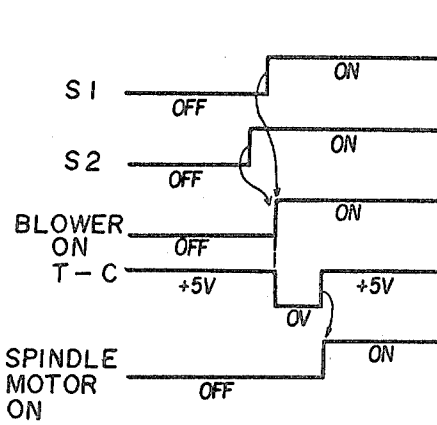 ON
S1
OFF
ON
S2
OFF
BLOWER
ON
ON
OFF
T-C
+5V
+5V
0V
SPINDLE
MOTOR
ON
ON
OFF